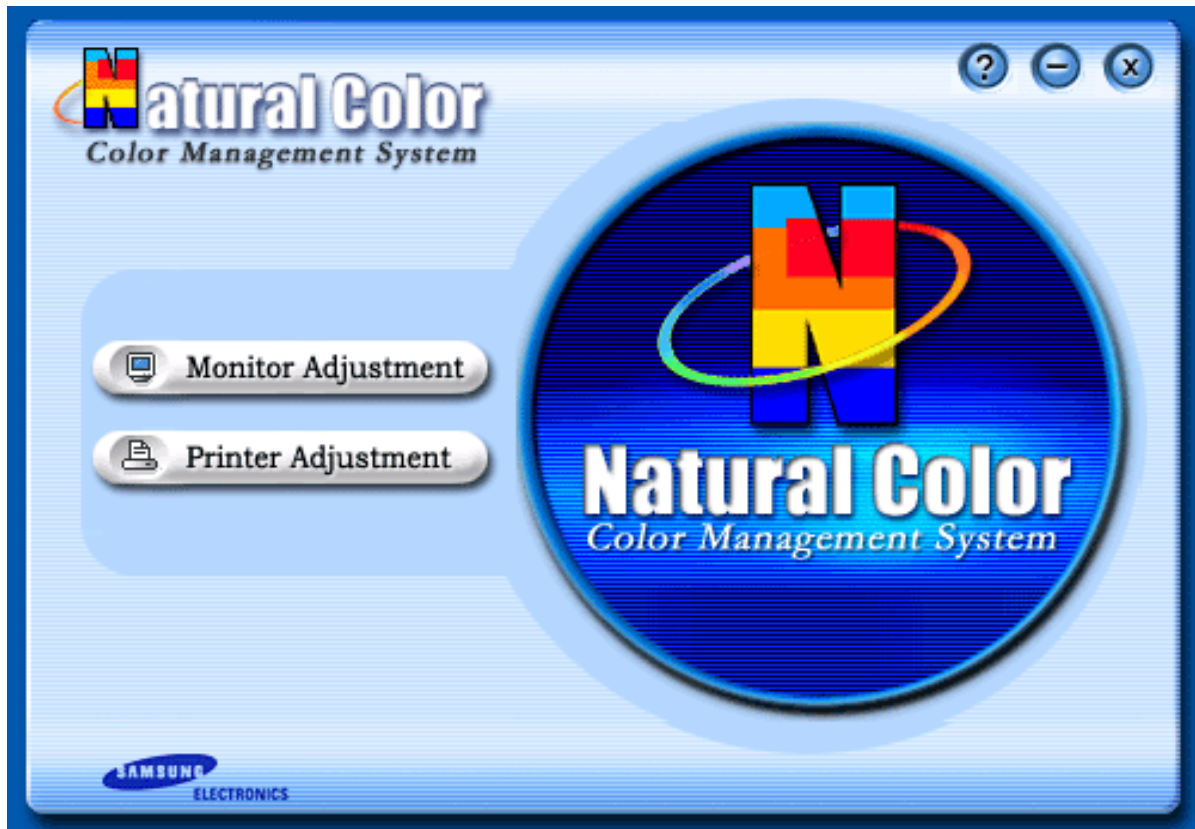 Natural Color
Color Management System
?
x
Monitor Adjustment
Printer Adjustment
N
Natural Color
Color Management System
SAMSUNG
ELECTRONICS